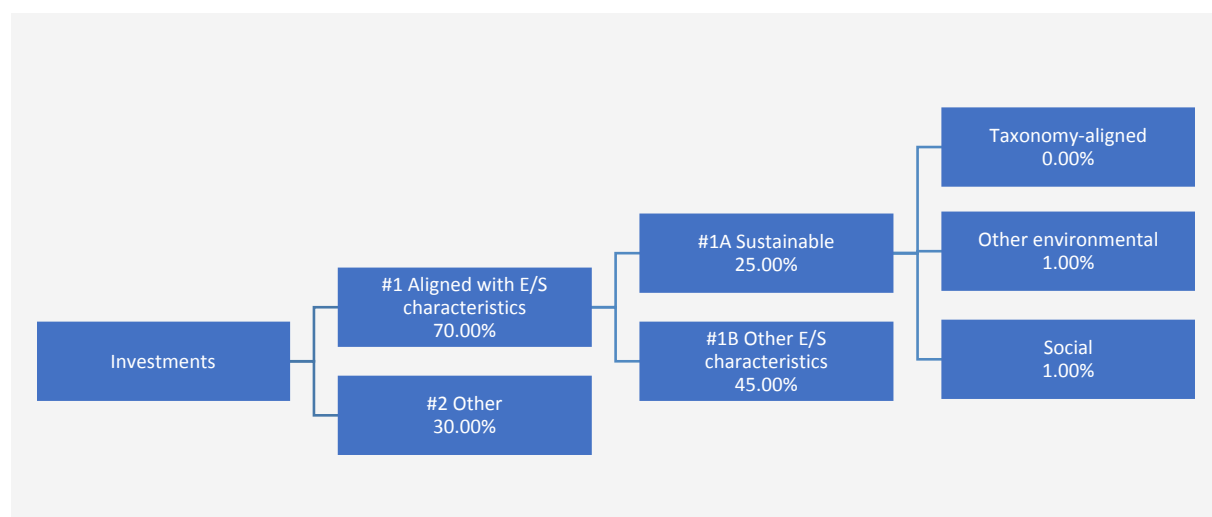 Investments
#1 Aligned with E/S
characteristics
70.00%
#2 Other
30.00%
#1A Sustainable
25.00%
#1B Other E/S
characteristics
45.00%
Taxonomy-aligned
0.00%
Other environmental
1.00%
Social
1.00%